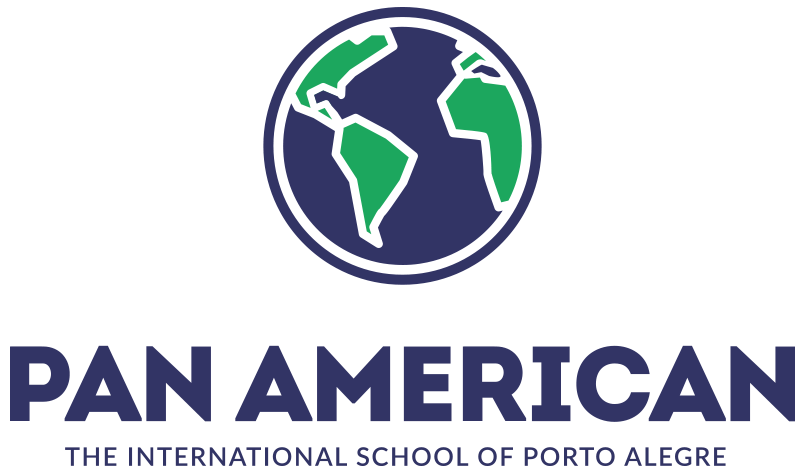 PAN AMERICAN
THE INTERNATIONAL SCHOOL OF PORTO ALEGRE